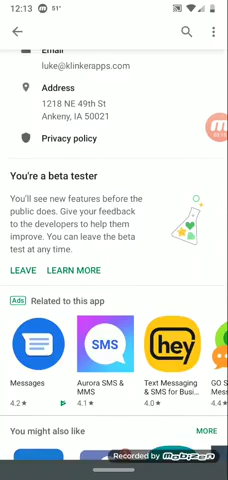 12:13
51°
Email
luke@klinkerapps.com
Address
1218 NE 49th St
Ankeny, IA 50021
Privacy policy
You're a beta tester
You'll see new features before the
public does. Give your feedback
to the developers to help them
improve. You can leave the beta
test at any time.
LEAVE LEARN MORE
Ads Related to this app
SMS
hey
Messages
4.2★
Aurora SMS &
MMS
4.1★
Text Messaging
& SMS for Busi...
4.0★
GO S
Mess
4.4★
You might also like MORE
Recorded by mobizen